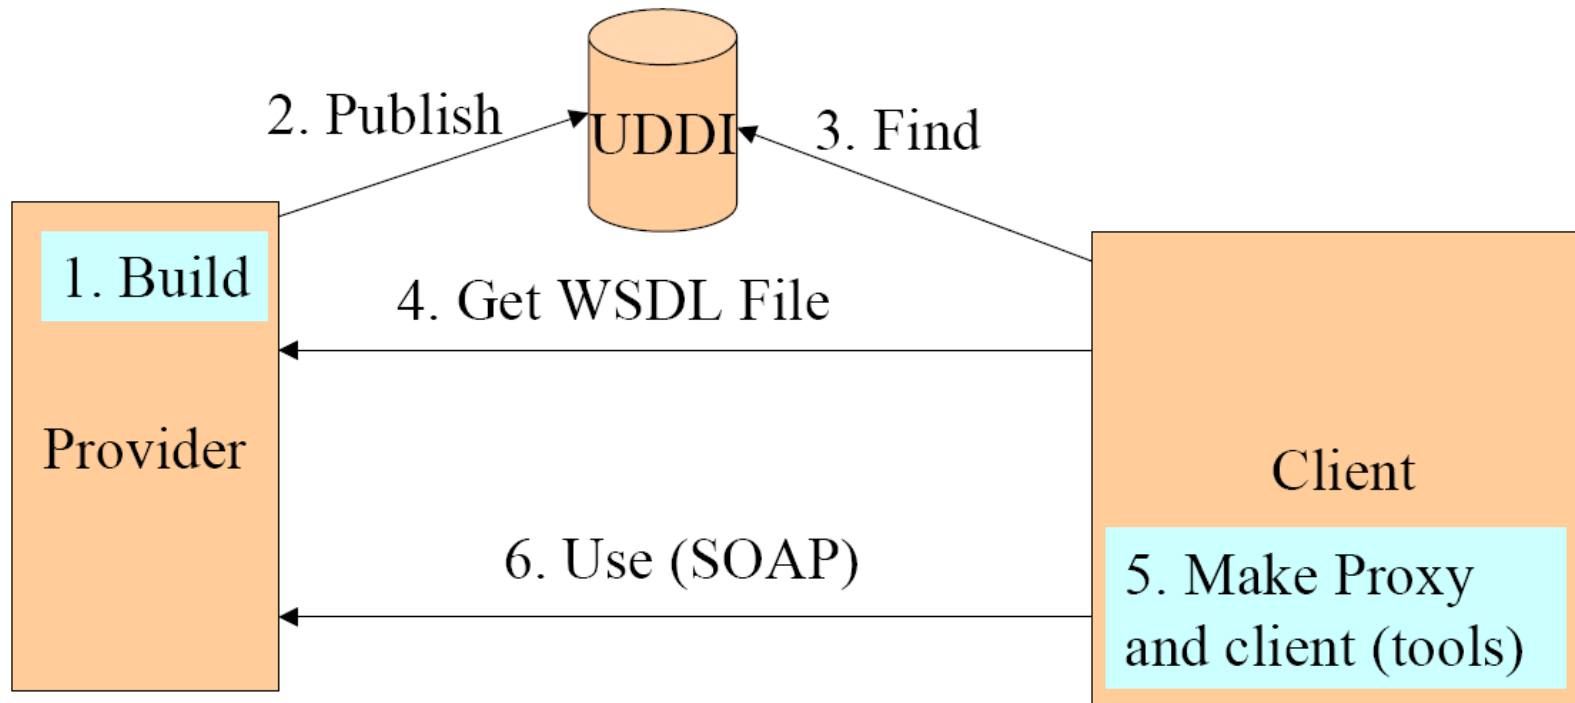 2. Publish
UDDI
3. Find
1. Build
4. Get WSDL File
Provider
Client
6. Use (SOAP)
5. Make Proxy
and client (tools)